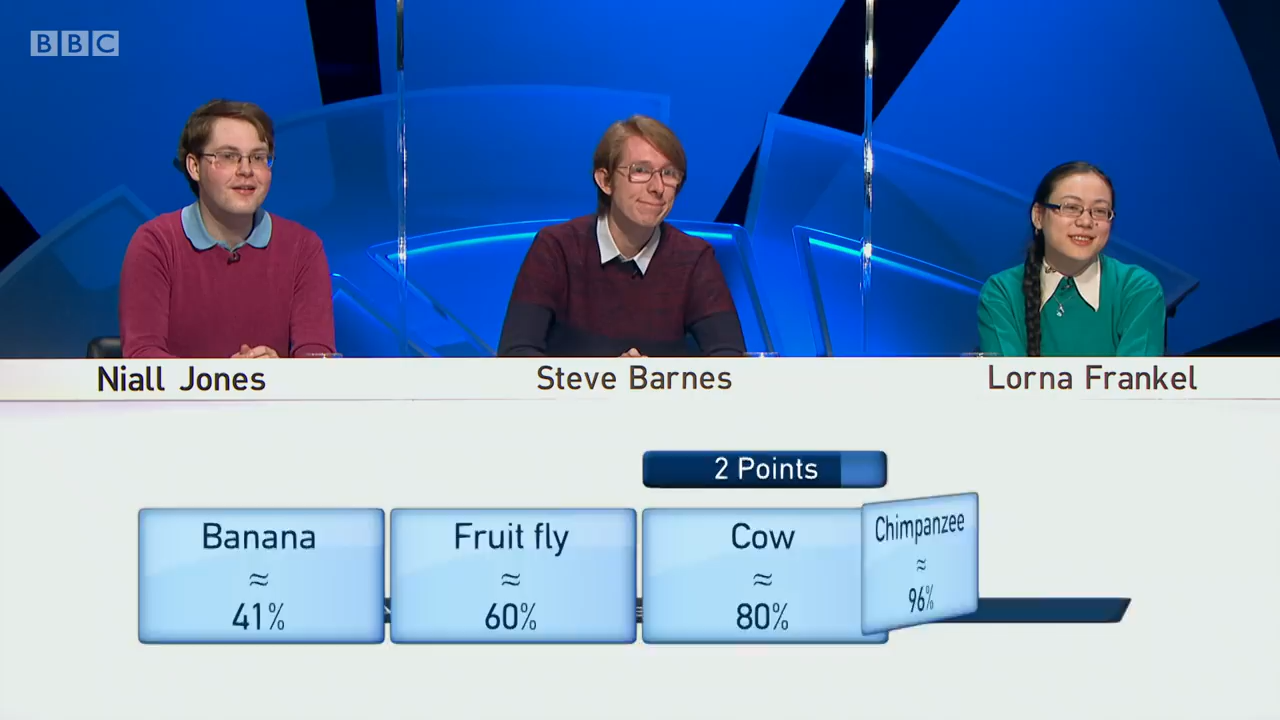 BBC
Niall Jones
Steve Barnes
Lorna Frankel
2 Points
Banana
≈
41%
Fruit fly
≈
60%
Cow
≈
80%
Chimpanzee
≈
96%